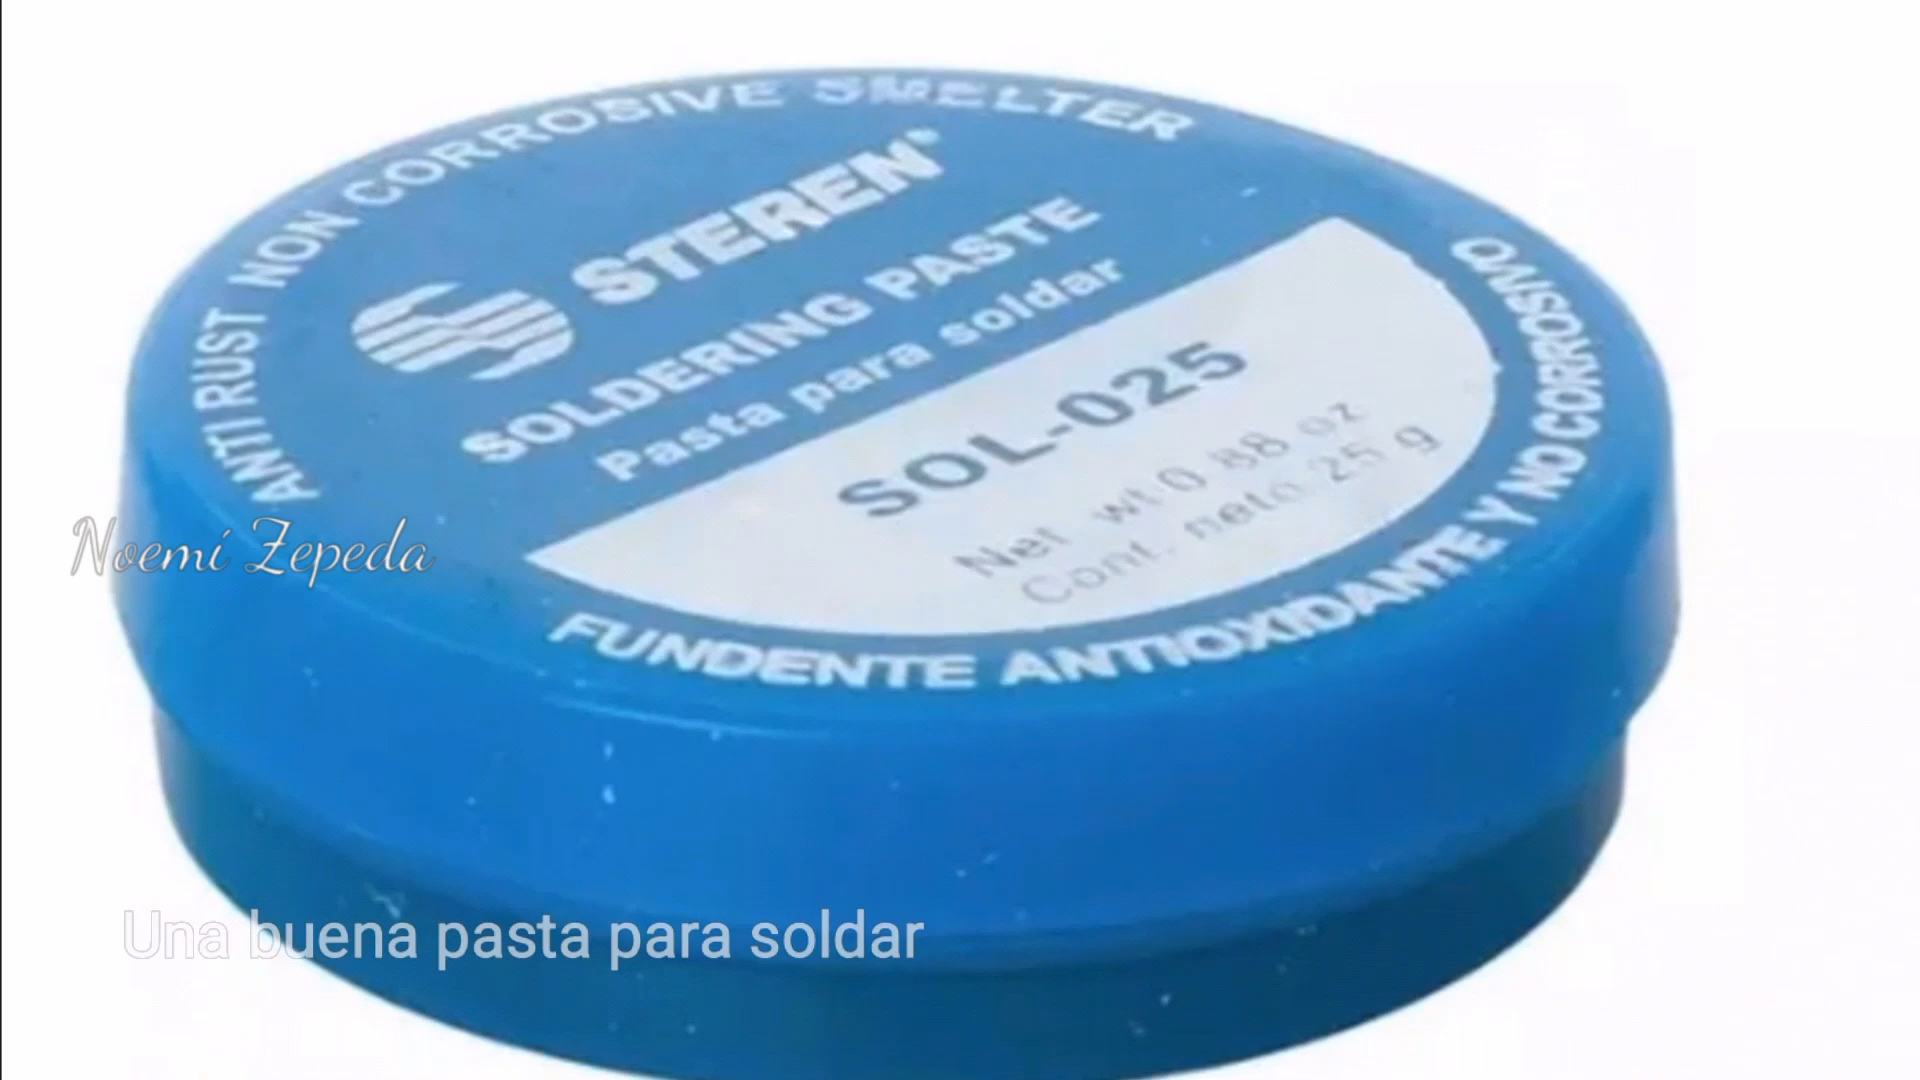 ANTI RUST NON CORROSIVE SMELTER
STEREN®
SOLDERING PASTE
Pasta para soldar
SOL-025
Net wt 0.88 oz
Cont. neto 25 g
FUNDENTE ANTIOXIDANTE Y NO CORROSIVO
Noemí Zepeda
Una buena pasta para soldar